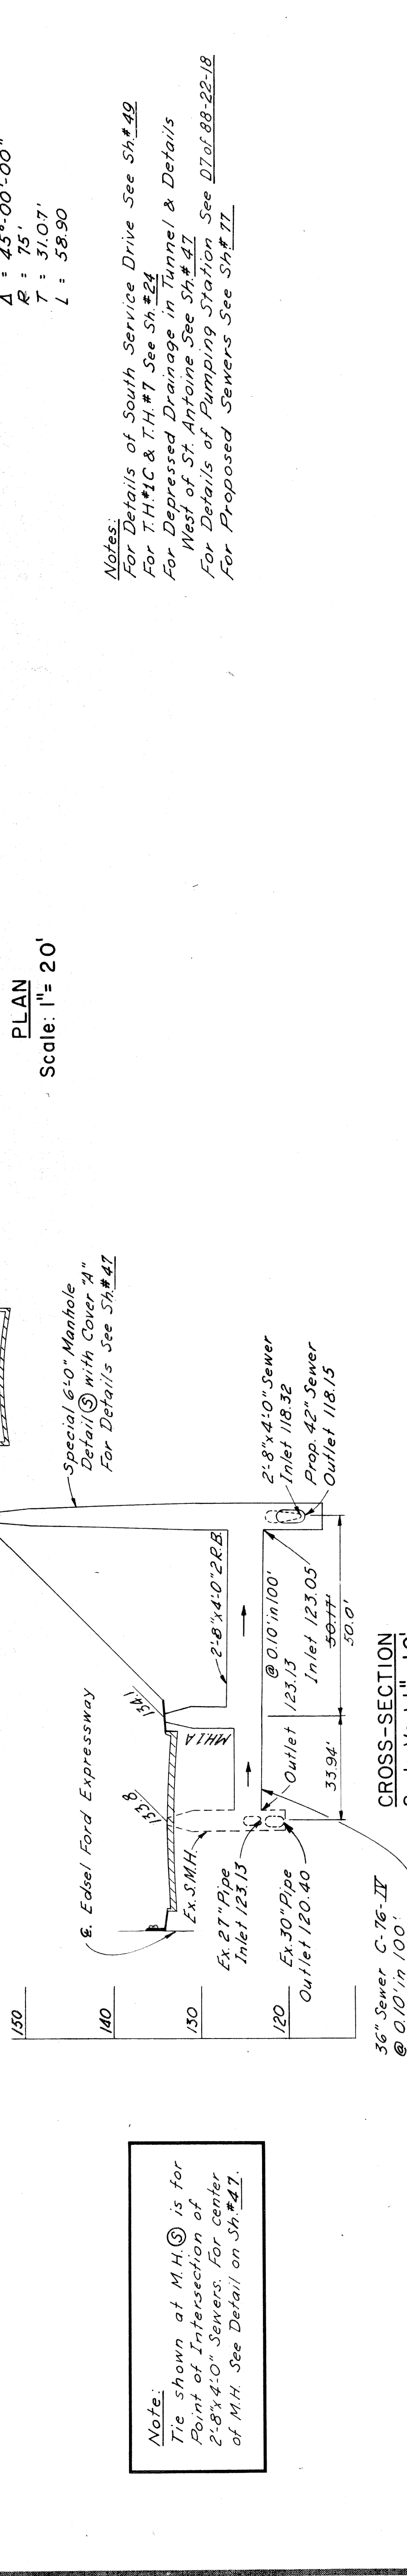 Δ = 45°-00'-00"
R = 75'
T = 31.07'
L = 58.90
Notes:
For Details of South Service Drive See Sh.#49
For T.H.#1C & T.H.#7 See Sh.#24
For Depressed Drainage in Tunnel & Details
West of St. Antoine See Sh.#47
For Details of Pumping Station See D7 of 88-22-18
For Proposed Sewers See Sh#77
PLAN
Scale: 1"= 20'
Special 6'-0" Manhole
Detail Ⓢ with Cover "A"
For Details See Sh.#47
150
140
130
120
℄. Edsel Ford Expressway
133.8
134.1
Ex. S.M.H.
MH1A
2'-8"x4'-0" 2 R.B.
Ex. 27" Pipe
Inlet 123.13
Ex. 30" Pipe
Outlet 120.40
Outlet 123.13
@ 0.10' in 100'
Inlet 123.05
2'-8"x4'-0" Sewer
Inlet 118.32
Prop. 42" Sewer
Outlet 118.15
33.94'
50.17'
50.0'
36" Sewer C-76-IV
@ 0.10' in 100'
CROSS-SECTION
Note:
Tie shown at M.H.Ⓢ is for
Point of Intersection of
2'-8"x4'-0" Sewers. For center
of M.H. See Detail on Sh.#47.